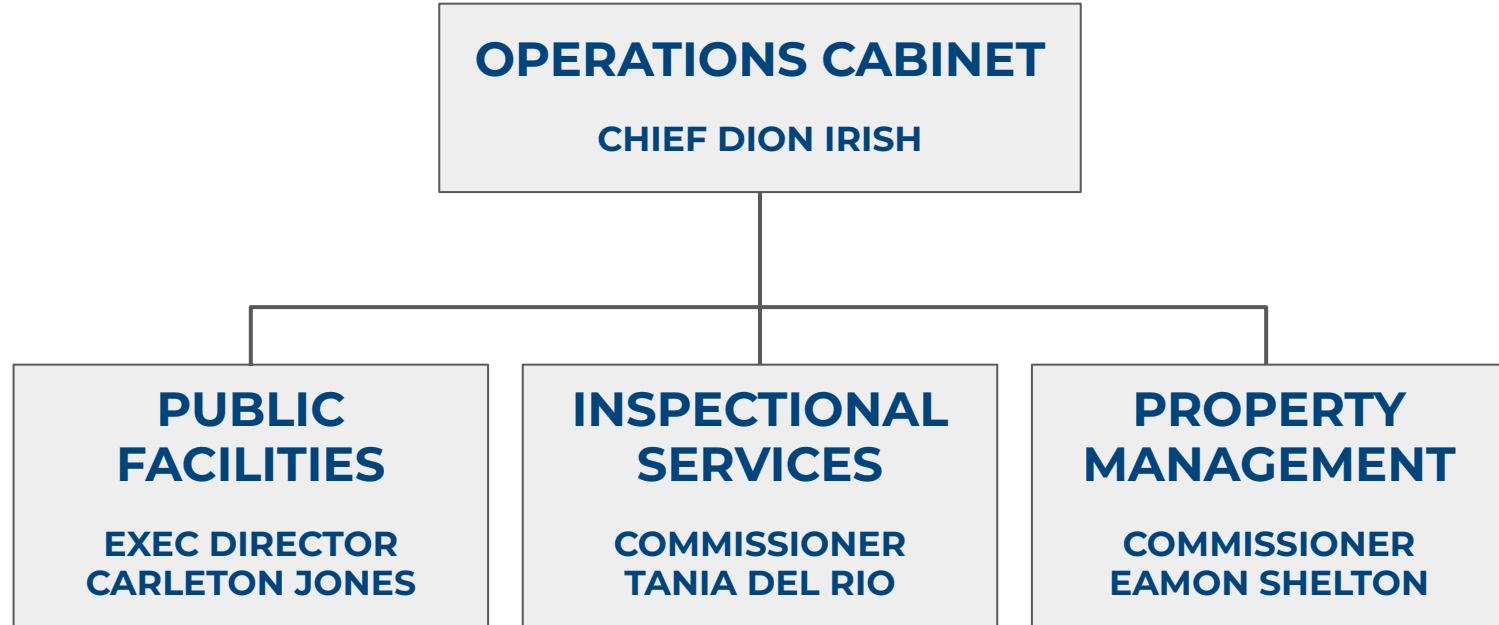 OPERATIONS CABINET
CHIEF DION IRISH
PUBLIC
FACILITIES
EXEC DIRECTOR
CARLETON JONES
INSPECTIONAL
SERVICES
COMMISSIONER
TANIA DEL RIO
PROPERTY
MANAGEMENT
COMMISSIONER
EAMON SHELTON